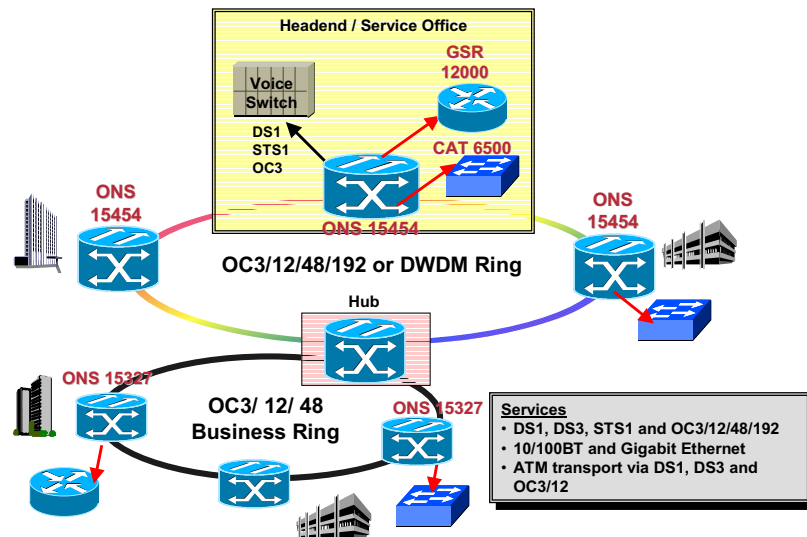 Headend / Service Office
GSR
12000
Voice
Switch
DS1
STS1
OC3
CAT 6500
ONS 15454
ONS
15454
ONS
15454
OC3/12/48/192 or DWDM Ring
Hub
ONS 15327
OC3/ 12/ 48
Business Ring
ONS 15327
Services
• DS1, DS3, STS1 and OC3/12/48/192
• 10/100BT and Gigabit Ethernet
• ATM transport via DS1, DS3 and
OC3/12